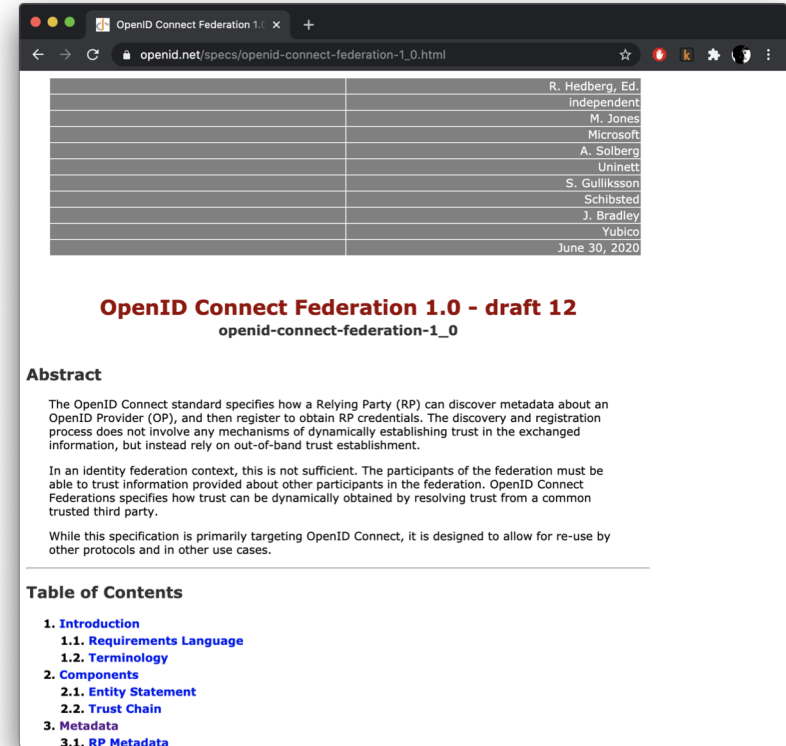 OpenID Connect Federation 1.0
openid.net/specs/openid-connect-federation-1_0.html
R. Hedberg, Ed.
independent
M. Jones
Microsoft
A. Solberg
Uninett
S. Gulliksson
Schibsted
J. Bradley
Yubico
June 30, 2020
OpenID Connect Federation 1.0 - draft 12
openid-connect-federation-1_0
Abstract
The OpenID Connect standard specifies how a Relying Party (RP) can discover metadata about an
OpenID Provider (OP), and then register to obtain RP credentials. The discovery and registration
process does not involve any mechanisms of dynamically establishing trust in the exchanged
information, but instead rely on out-of-band trust establishment.
In an identity federation context, this is not sufficient. The participants of the federation must be
able to trust information provided about other participants in the federation. OpenID Connect
Federations specifies how trust can be dynamically obtained by resolving trust from a common
trusted third party.
While this specification is primarily targeting OpenID Connect, it is designed to allow for re-use by
other protocols and in other use cases.
Table of Contents
1. Introduction
1.1. Requirements Language
1.2. Terminology
2. Components
2.1. Entity Statement
2.2. Trust Chain
3. Metadata
3.1. RP Metadata